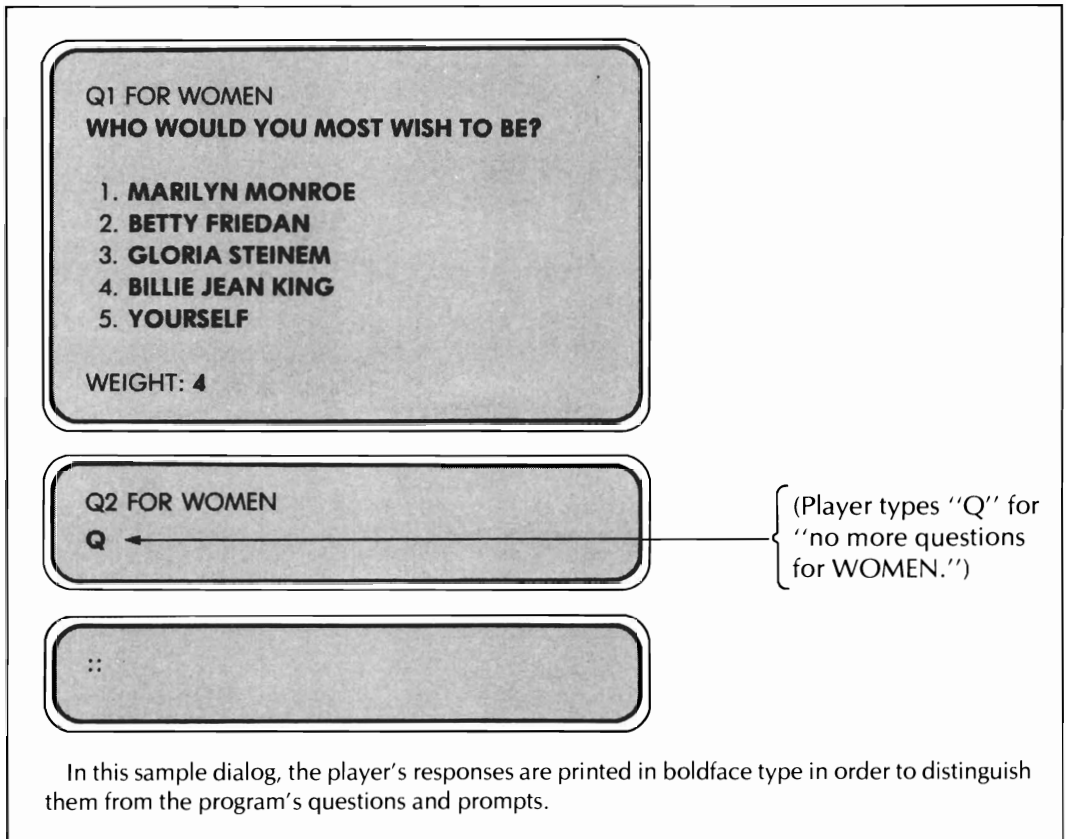 Q1 FOR WOMEN
WHO WOULD YOU MOST WISH TO BE?
1. MARILYN MONROE
2. BETTY FRIEDAN
3. GLORIA STEINEM
4. BILLIE JEAN KING
5. YOURSELF
WEIGHT: 4
Q2 FOR WOMEN
Q
(Player types ''Q'' for
''no more questions
for WOMEN.'')
::
In this sample dialog, the player's responses are printed in boldface type in order to distinguish
them from the program's questions and prompts.